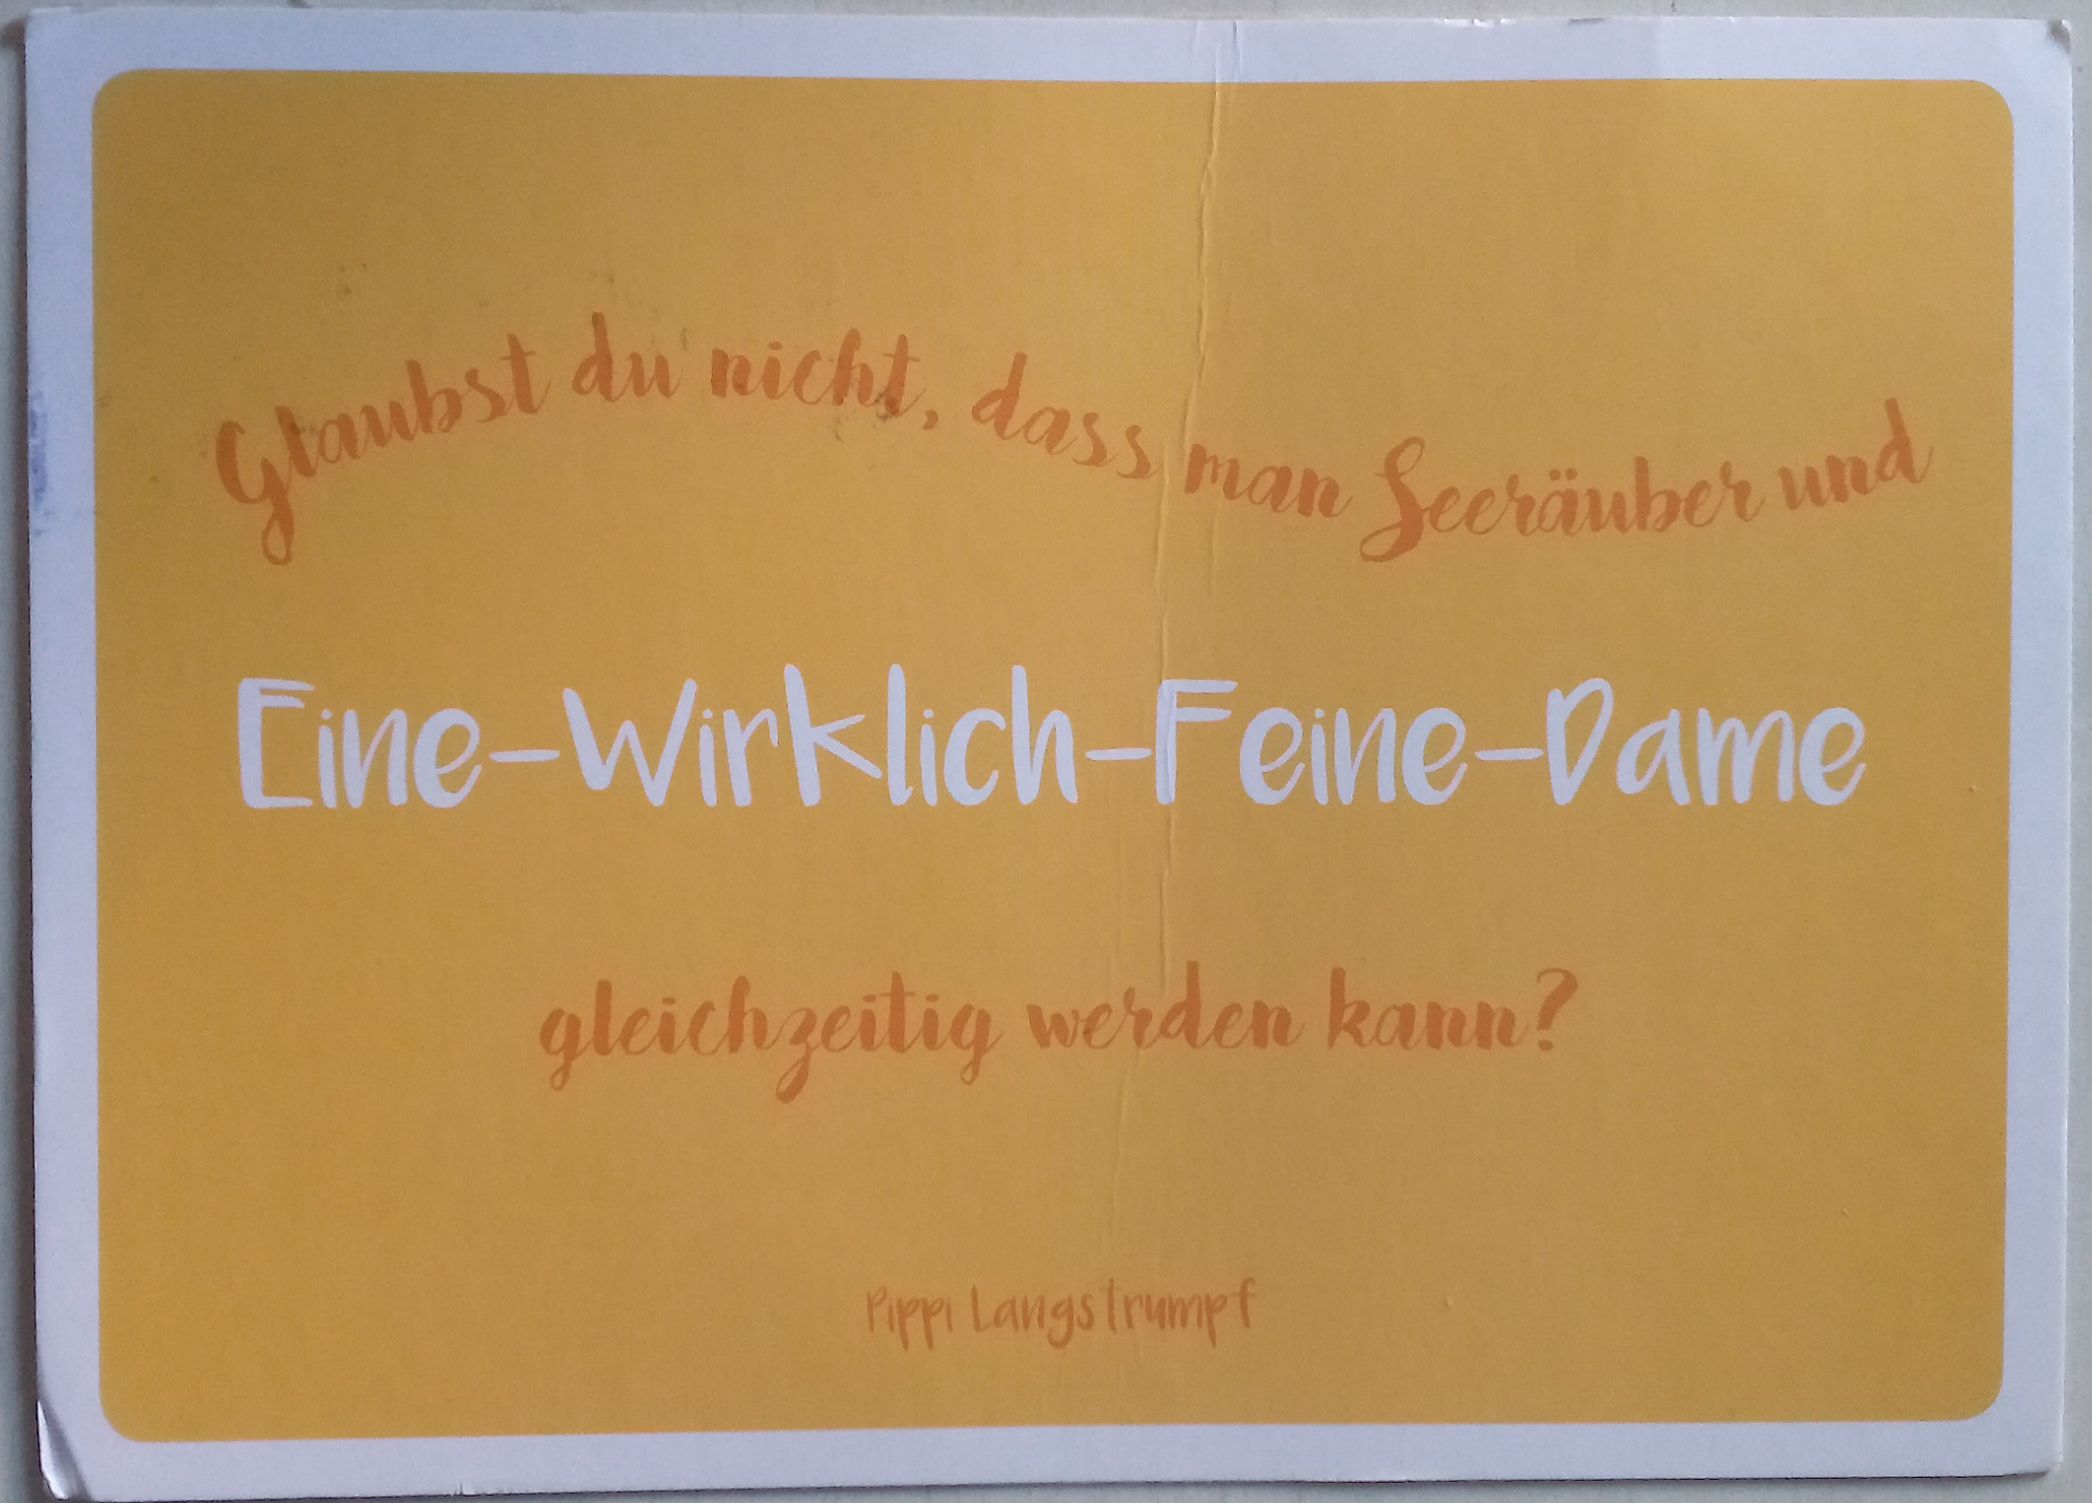 Glaubst du nicht, dass man Seeräuber und
Eine-Wirklich-Feine-Dame
gleichzeitig werden kann?
Pippi Langstrumpf